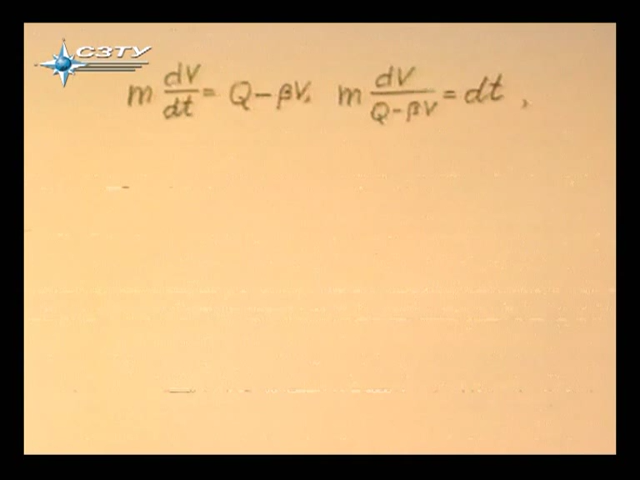 СЗТУ
m dV/dt = Q - βV, m dV/(Q - βV) = dt ,